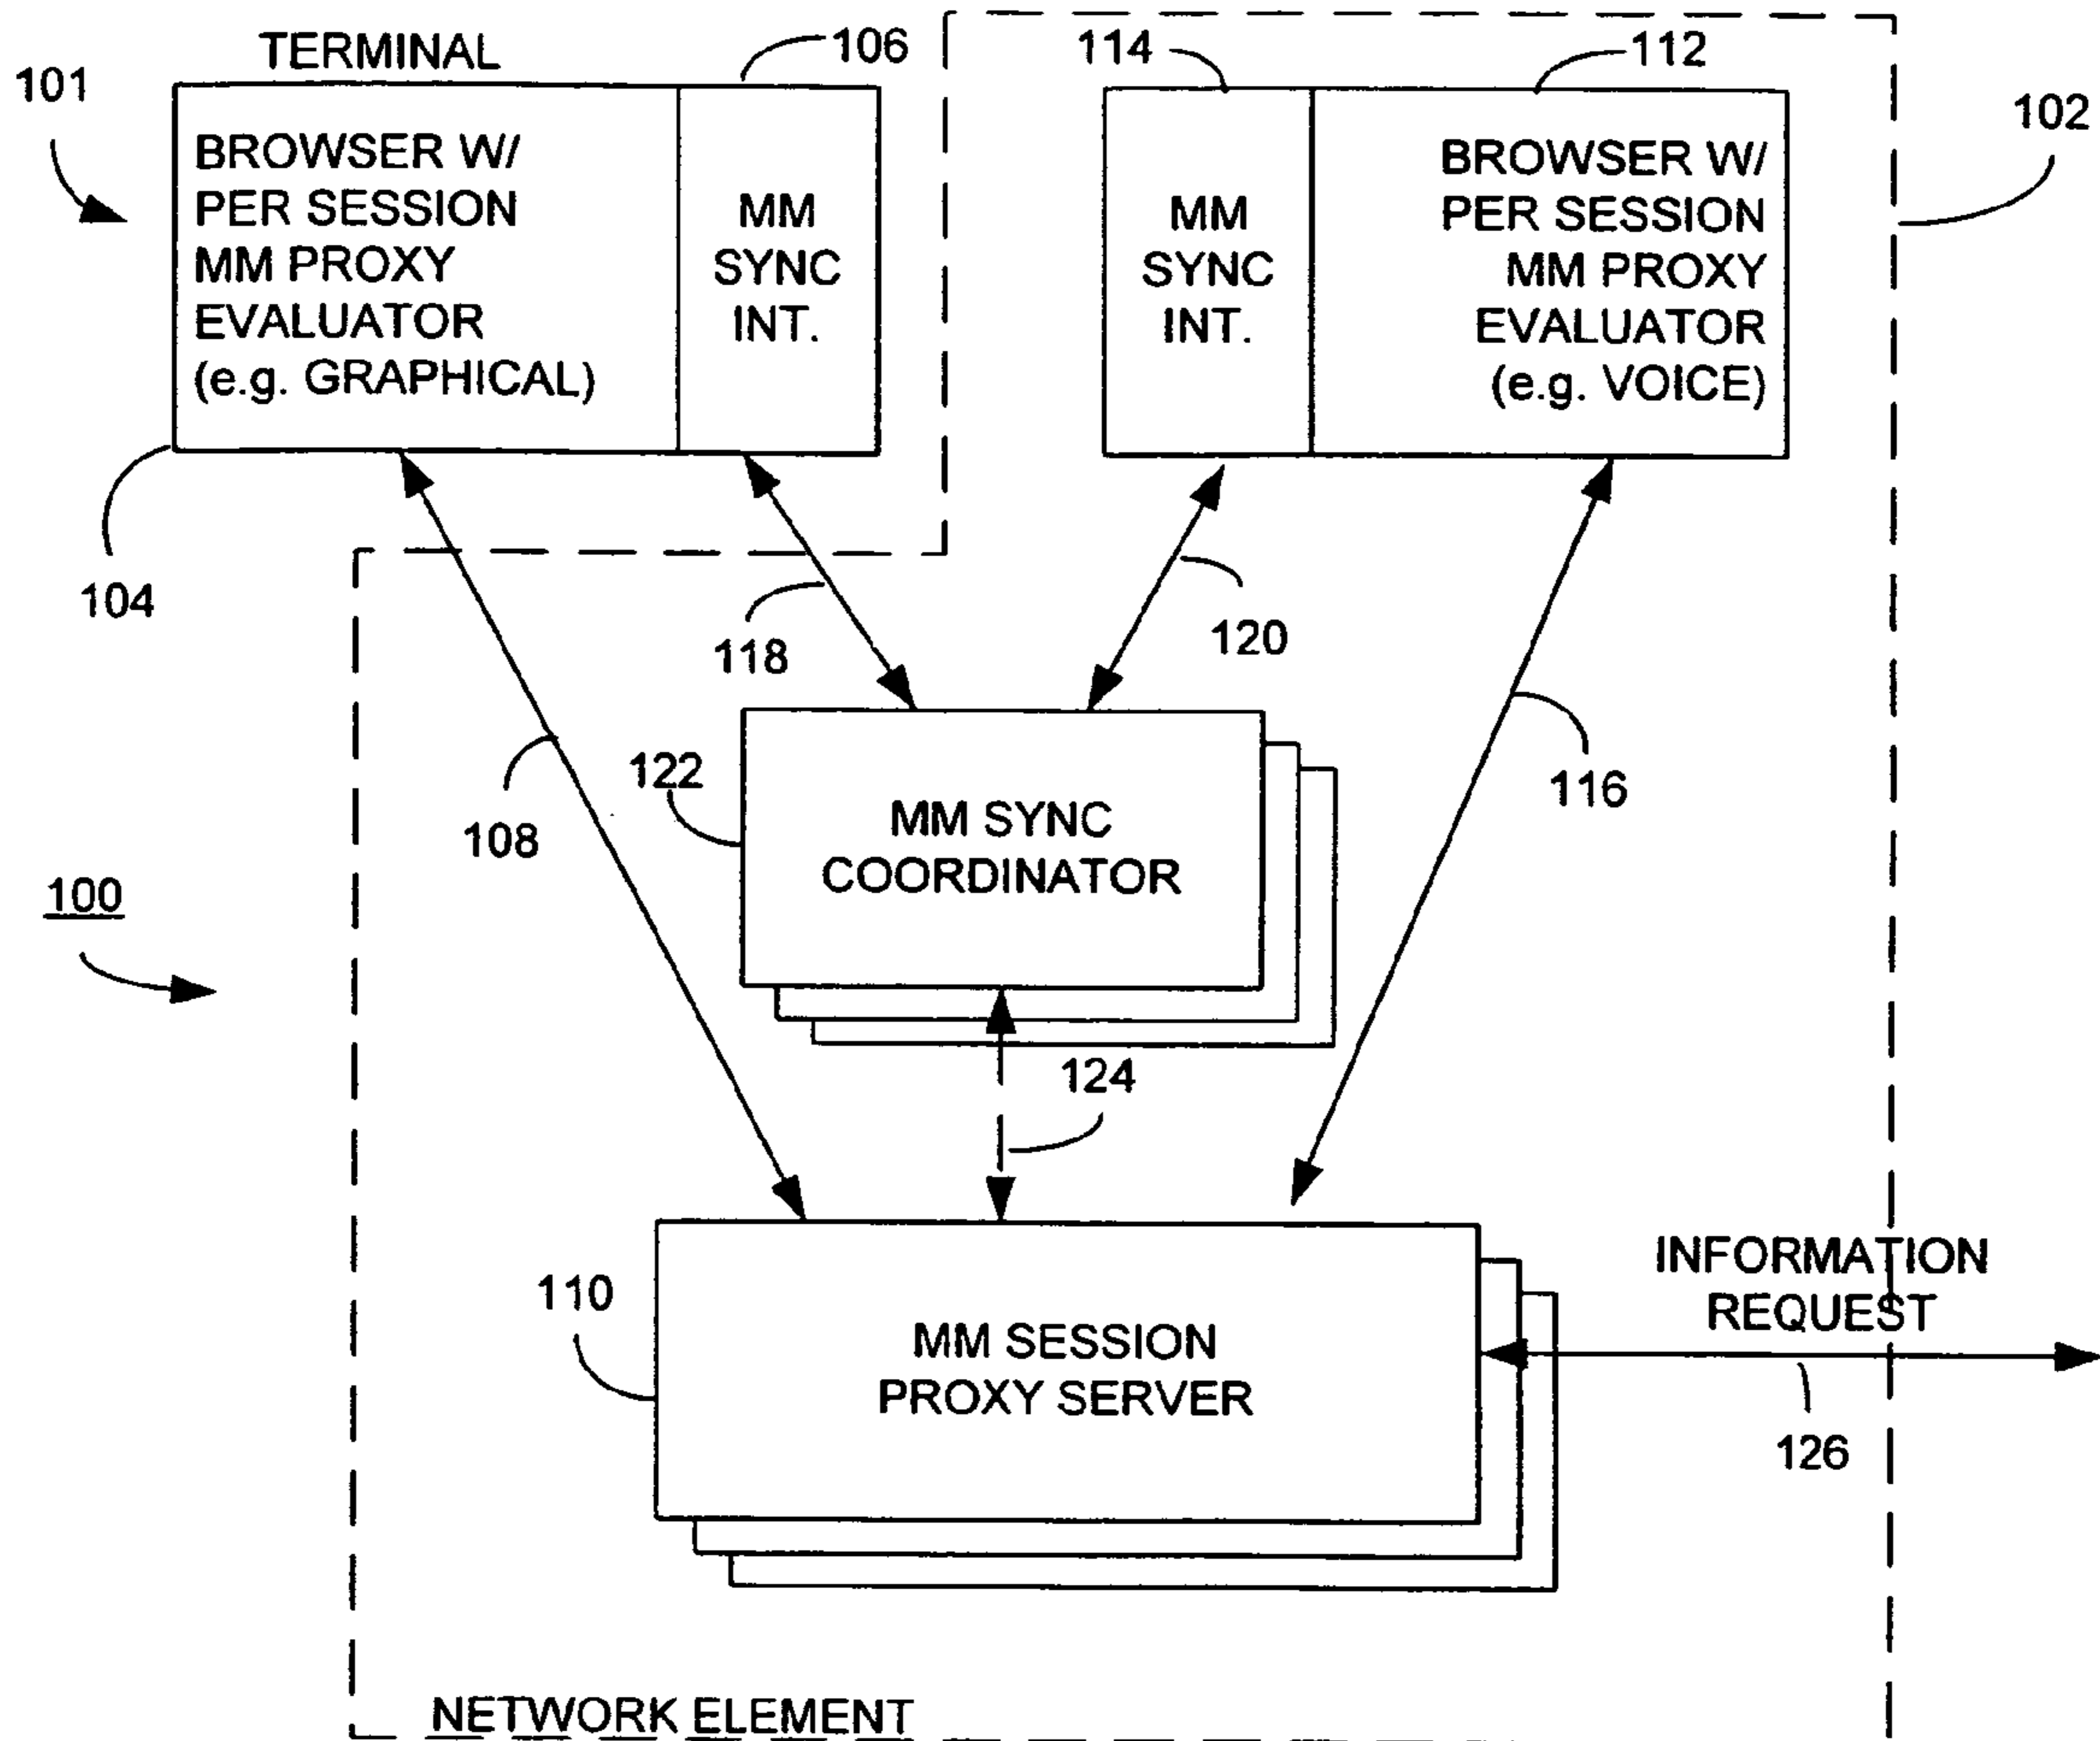 TERMINAL
106
114
112
101
102
BROWSER W/
PER SESSION
MM PROXY
EVALUATOR
(e.g. GRAPHICAL)
MM
SYNC
INT.
MM
SYNC
INT.
BROWSER W/
PER SESSION
MM PROXY
EVALUATOR
(e.g. VOICE)
104
118
120
108
122
116
MM SYNC
COORDINATOR
100
124
110
MM SESSION
PROXY SERVER
INFORMATION
REQUEST
126
NETWORK ELEMENT